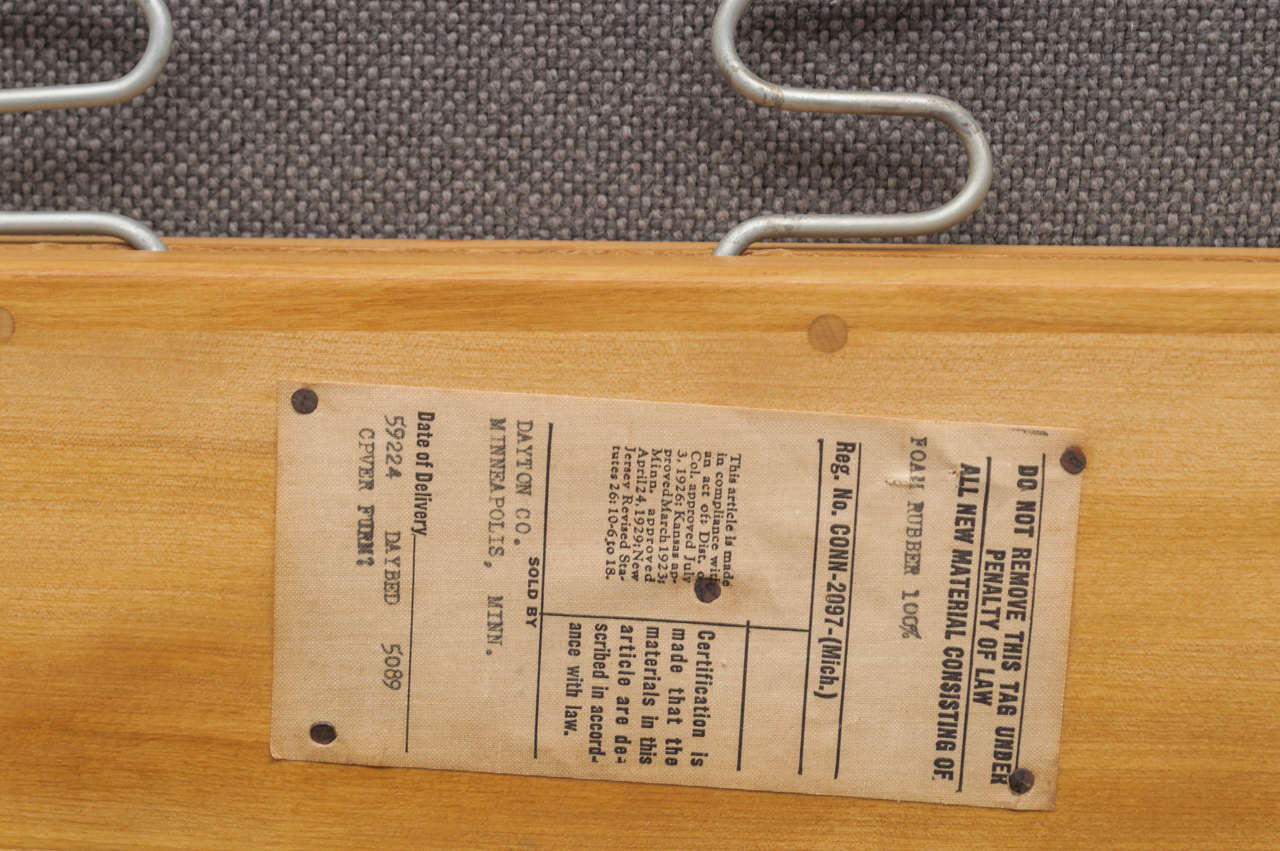 DO NOT REMOVE THIS TAG UNDER
PENALTY OF LAW
ALL NEW MATERIAL CONSISTING OF
FOAM RUBBER 100%
Reg. No. CONN-2097-(Mich.)
This article is made
in compliance with
an act of: Dist. of
Col. approved July
3, 1926: Kansas ap-
proved March 1923:
Minn. approved
April 24, 1929: New
Jersey Revised Sta-
tutes 26: 10-6 to 18.
Certification is
made that the
materials in this
article are de-
scribed in accord-
ance with law.
SOLD BY
DAYTON CO.
MINNEAPOLIS, MINN.
Date of Delivery
59224 DAYBED 5089
CPVER FURN?